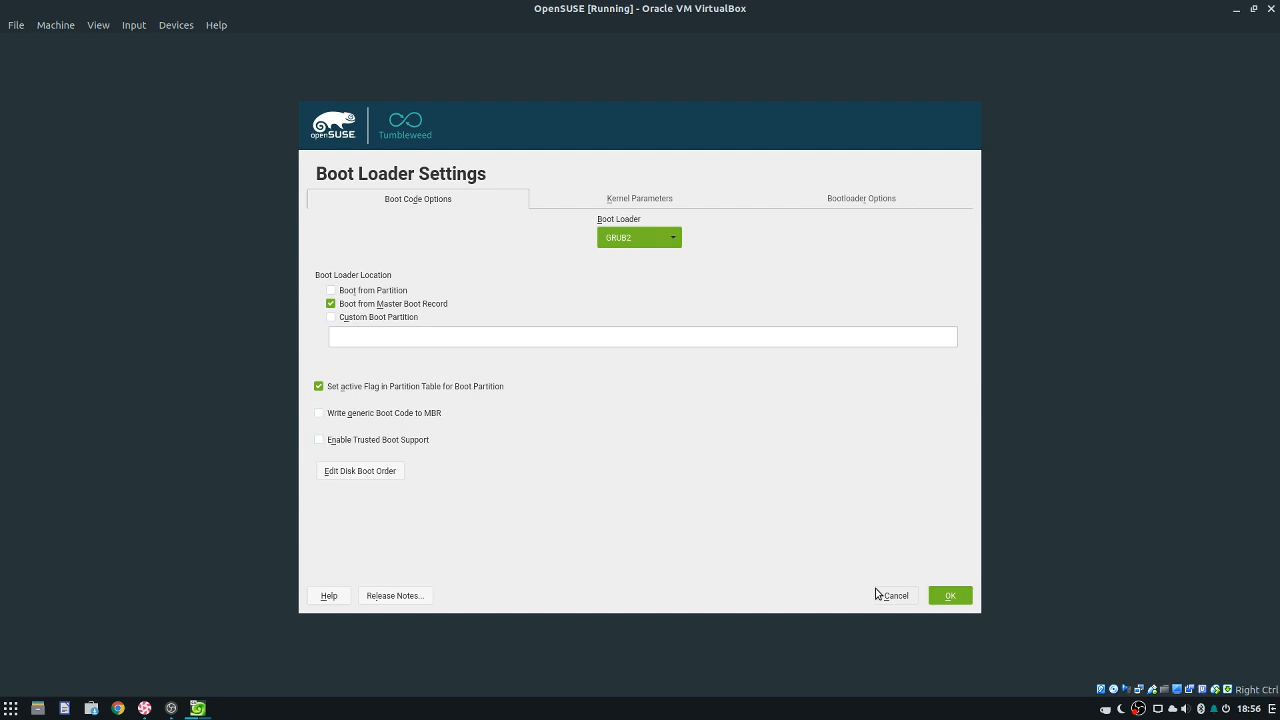 OpenSUSE [Running] - Oracle VM VirtualBox
File Machine View Input Devices Help
openSUSE Tumbleweed
Boot Loader Settings
Boot Code Options Kernel Parameters Bootloader Options
Boot Loader
GRUB2
Boot Loader Location
Boot from Partition
Boot from Master Boot Record
Custom Boot Partition
Set active Flag in Partition Table for Boot Partition
Write generic Boot Code to MBR
Enable Trusted Boot Support
Edit Disk Boot Order
Help Release Notes... Cancel OK
Right Ctrl
18:56